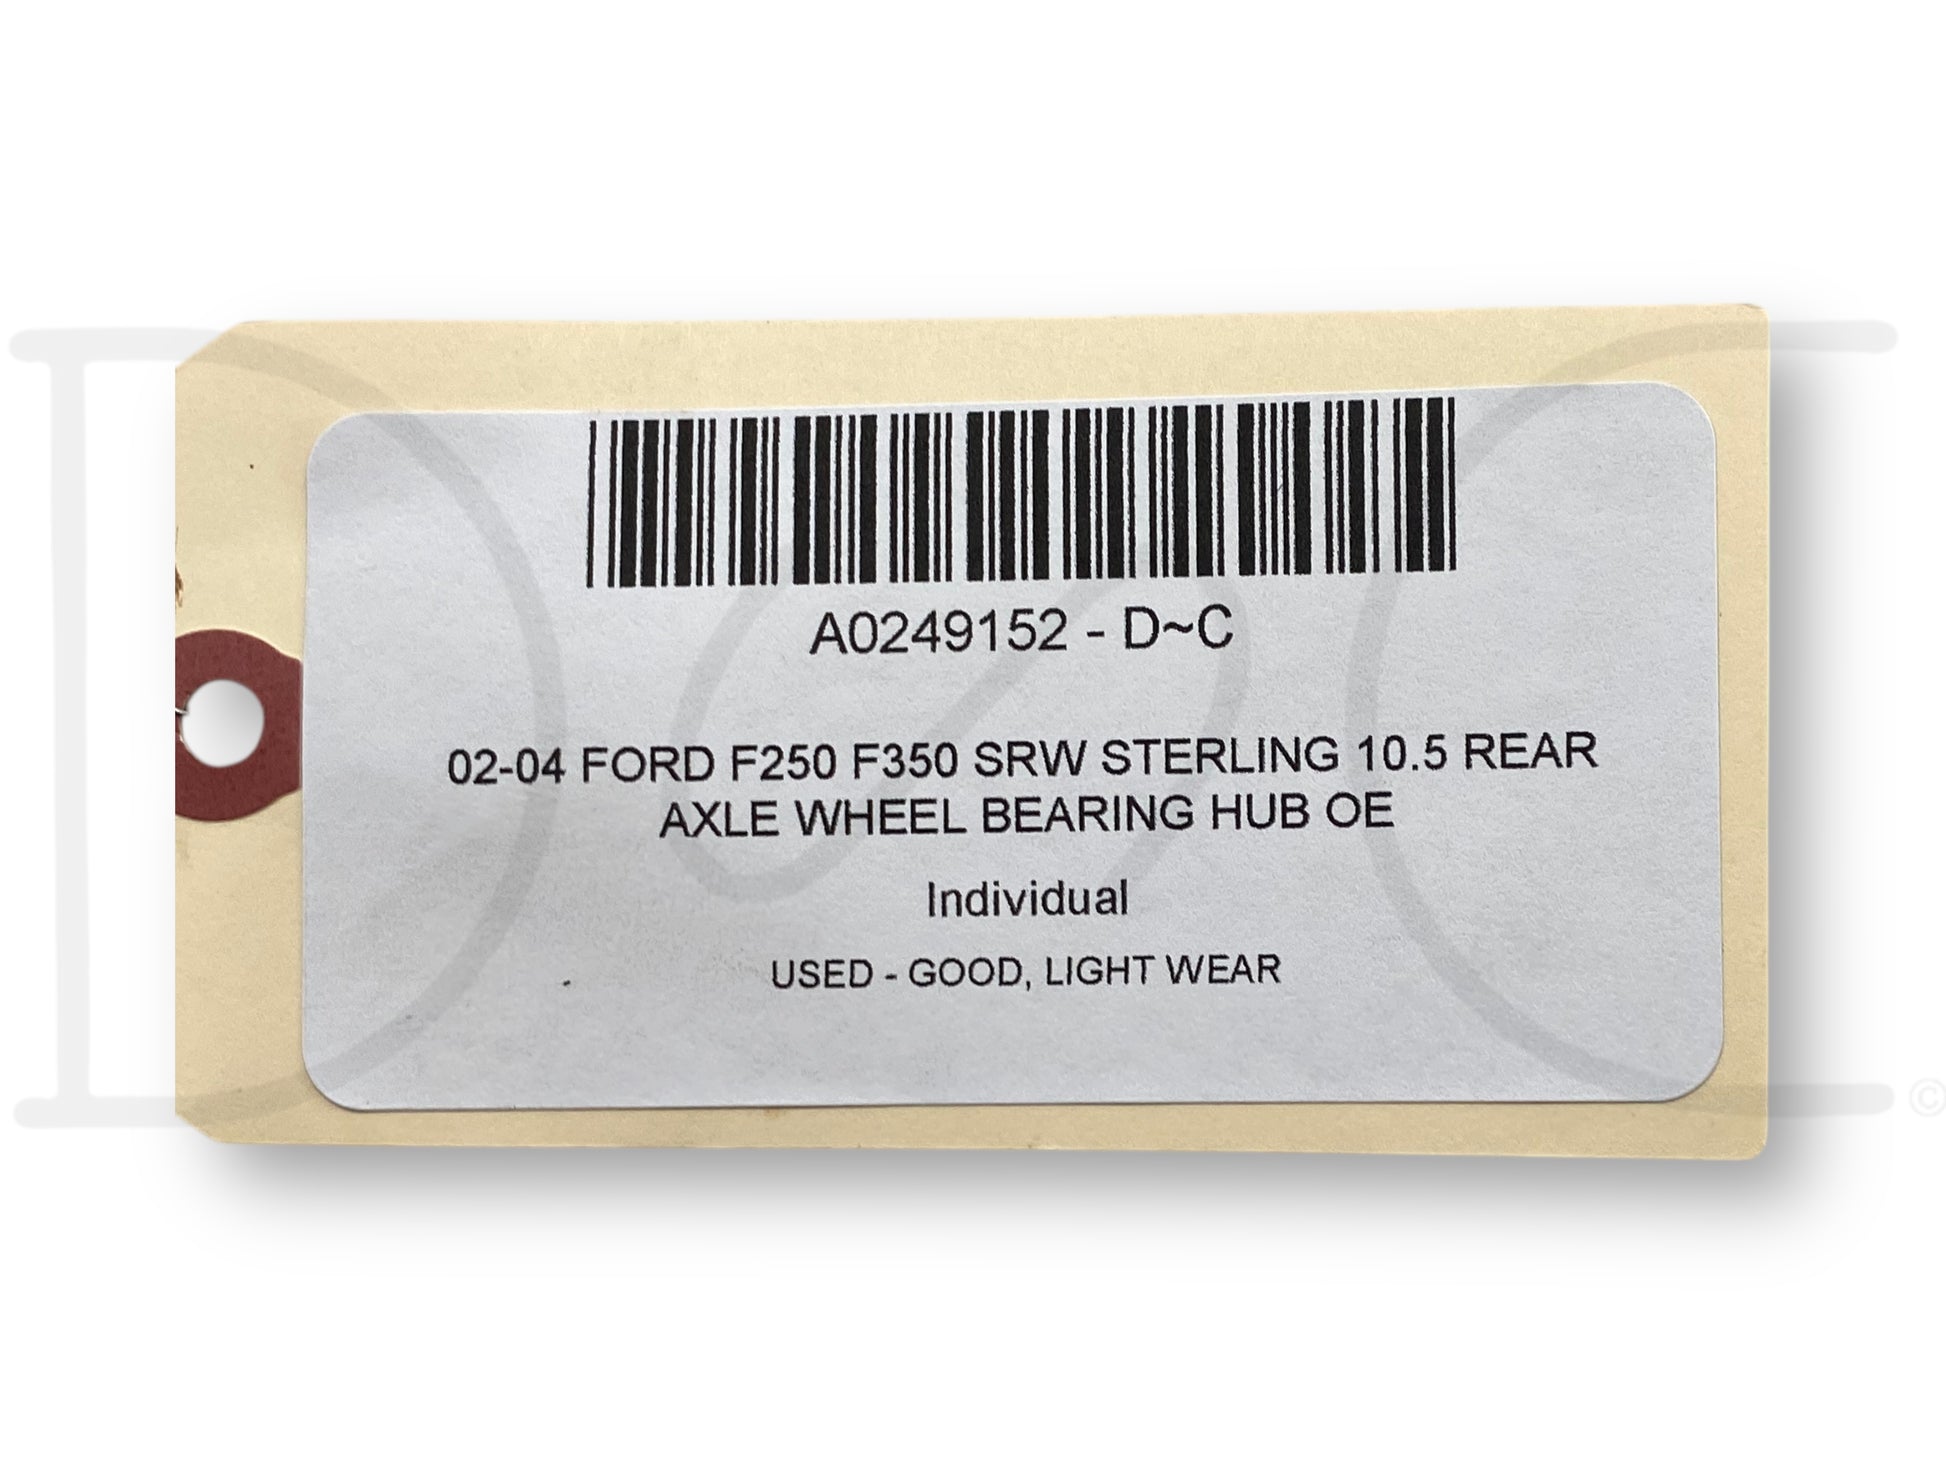 A0249152 - D~C
02-04 FORD F250 F350 SRW STERLING 10.5 REAR
AXLE WHEEL BEARING HUB OE
Individual
USED - GOOD, LIGHT WEAR
©